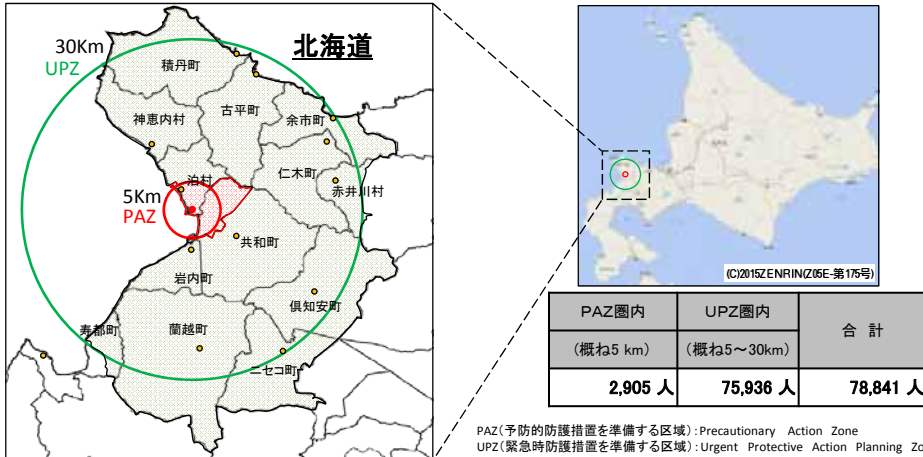 北海道
30Km
UPZ
積丹町
古平町
神恵内村
余市町
仁木町
泊村
赤井川村
5Km
PAZ
共和町
岩内町
倶知安町
寿都町
蘭越町
ニセコ町
(C)2015ZENRIN(Z05E-第175号)
PAZ圏内 UPZ圏内 合 計
(概ね5 km) (概ね5～30km)
2,905 人 75,936 人 78,841 人
PAZ(予防的防護措置を準備する区域):Precautionary Action Zone
UPZ(緊急時防護措置を準備する区域):Urgent Protective Action Planning Zo